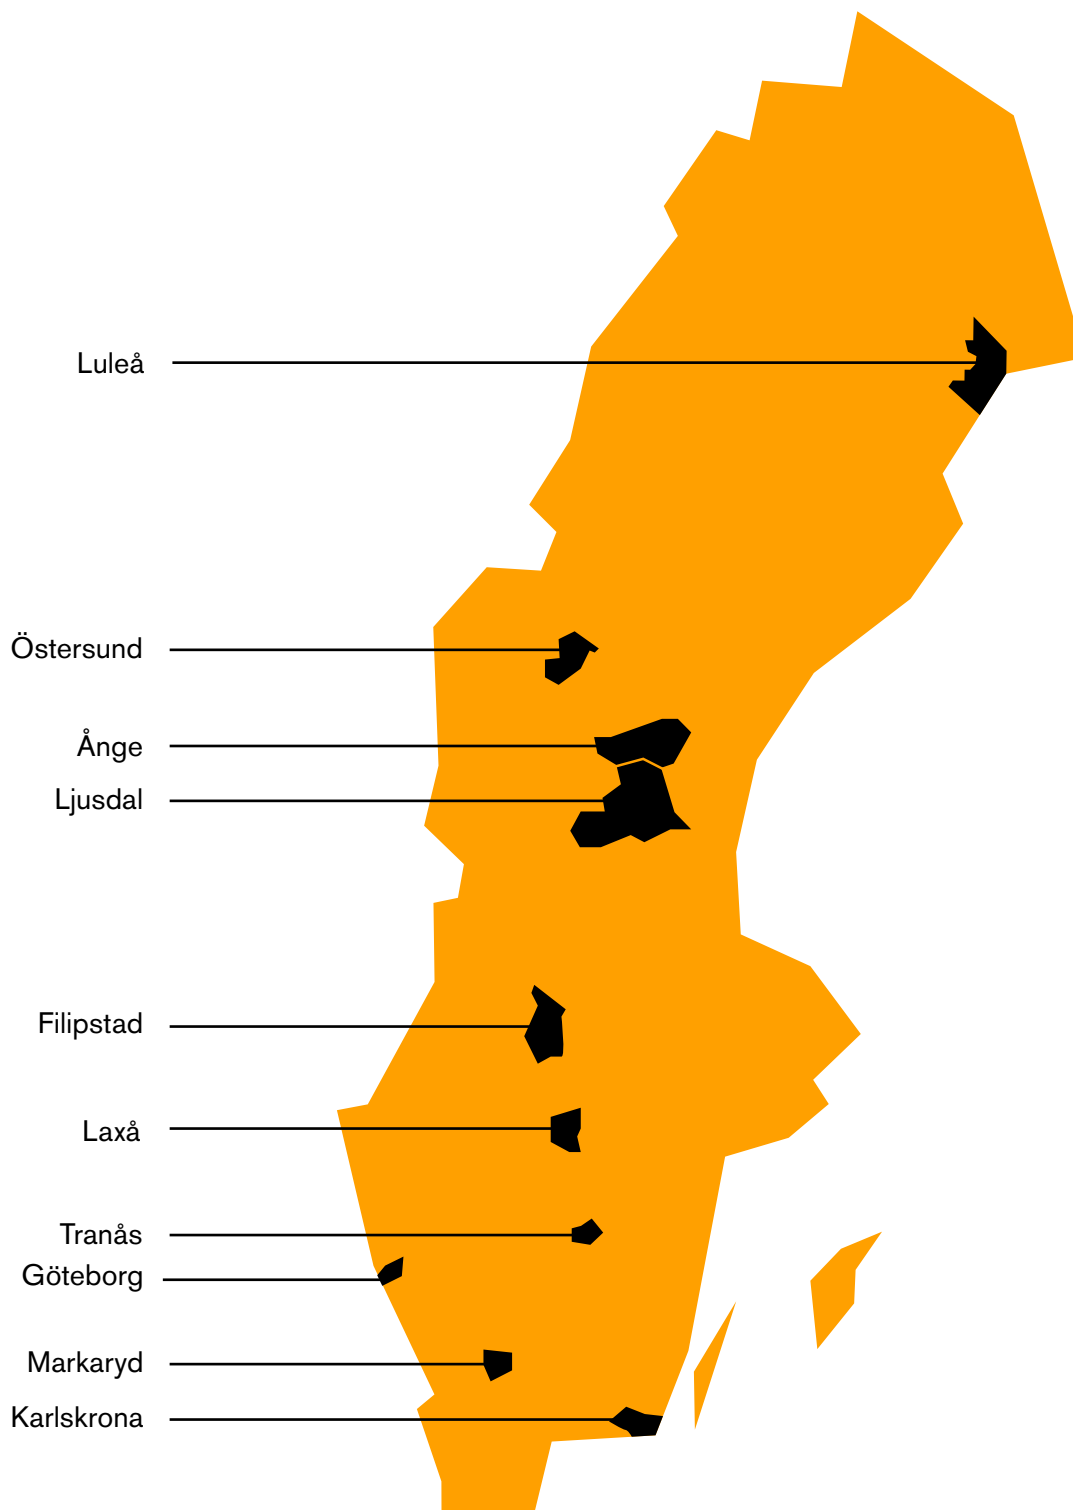 Luleå
Östersund
Ånge
Ljusdal
Filipstad
Laxå
Tranås
Göteborg
Markaryd
Karlskrona